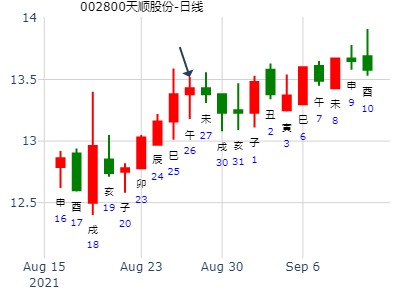 002800天顺股份-日线
14
13.5
13
12.5
申
16
酉
17
戌
18
亥
19
子
20
卯
23
辰
24
巳
25
午
26
未
27
戌
30
亥
31
子
1
丑
2
寅
3
巳
6
午
7
未
8
申
9
酉
10
Aug 15
Aug 23
Aug 30
Sep 6
2021